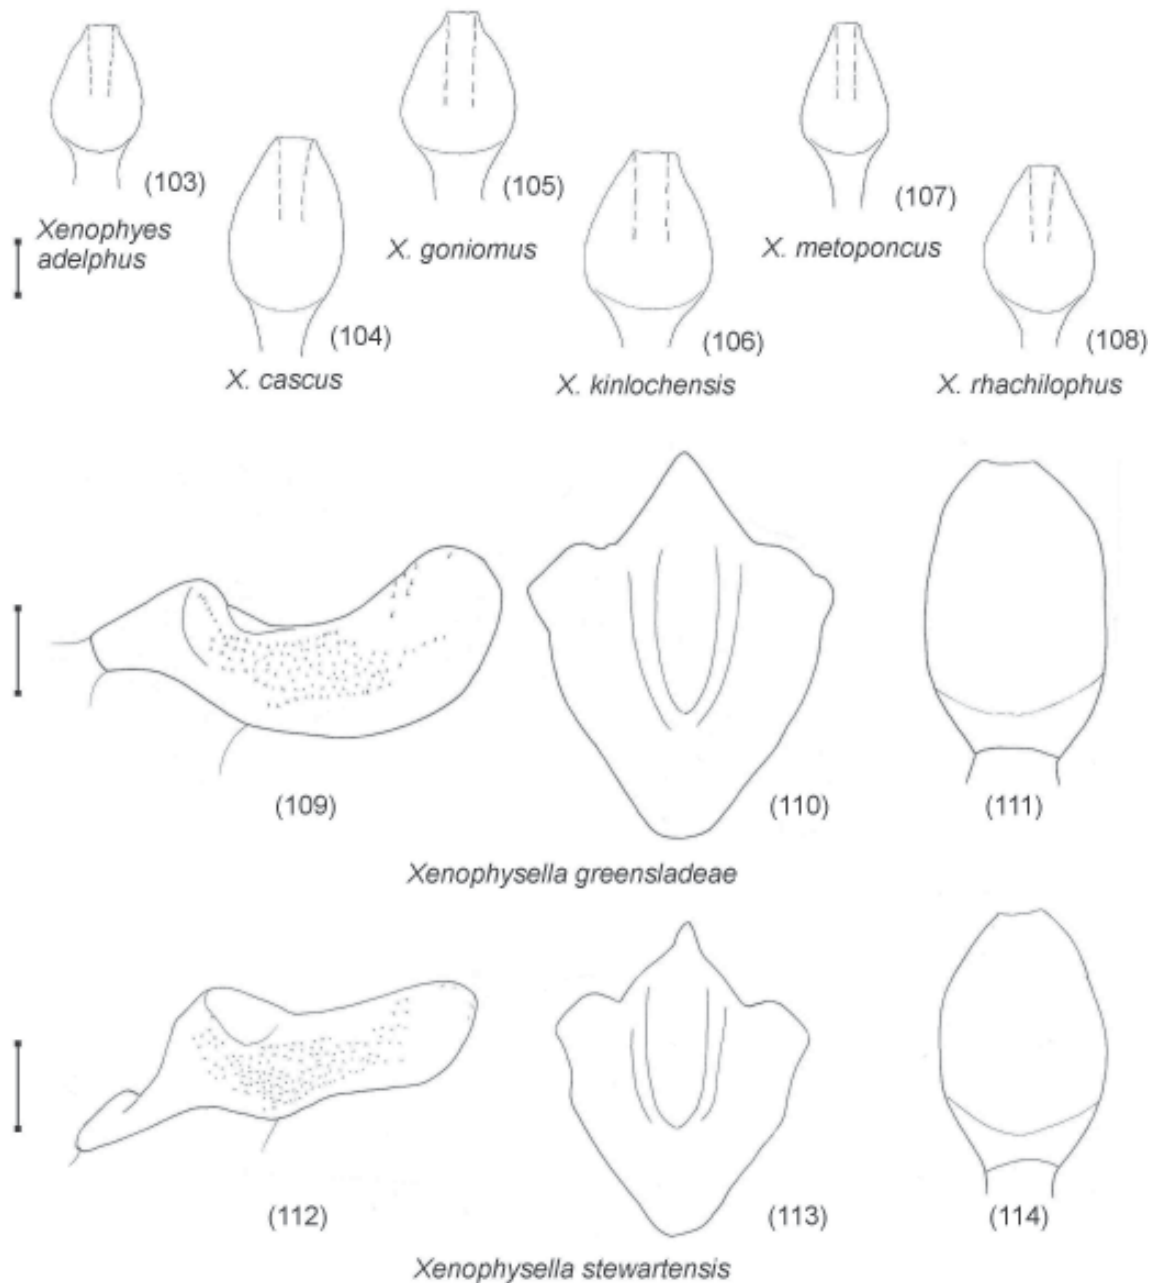 (103)
Xenophyes
adelphus
(104)
X. cascus
(105)
X. goniomus
(106)
X. kinlochensis
(107)
X. metoponcus
(108)
X. rhachilophus
(109)
(110)
(111)
Xenophysella greensladeae
(112)
(113)
(114)
Xenophysella stewartensis